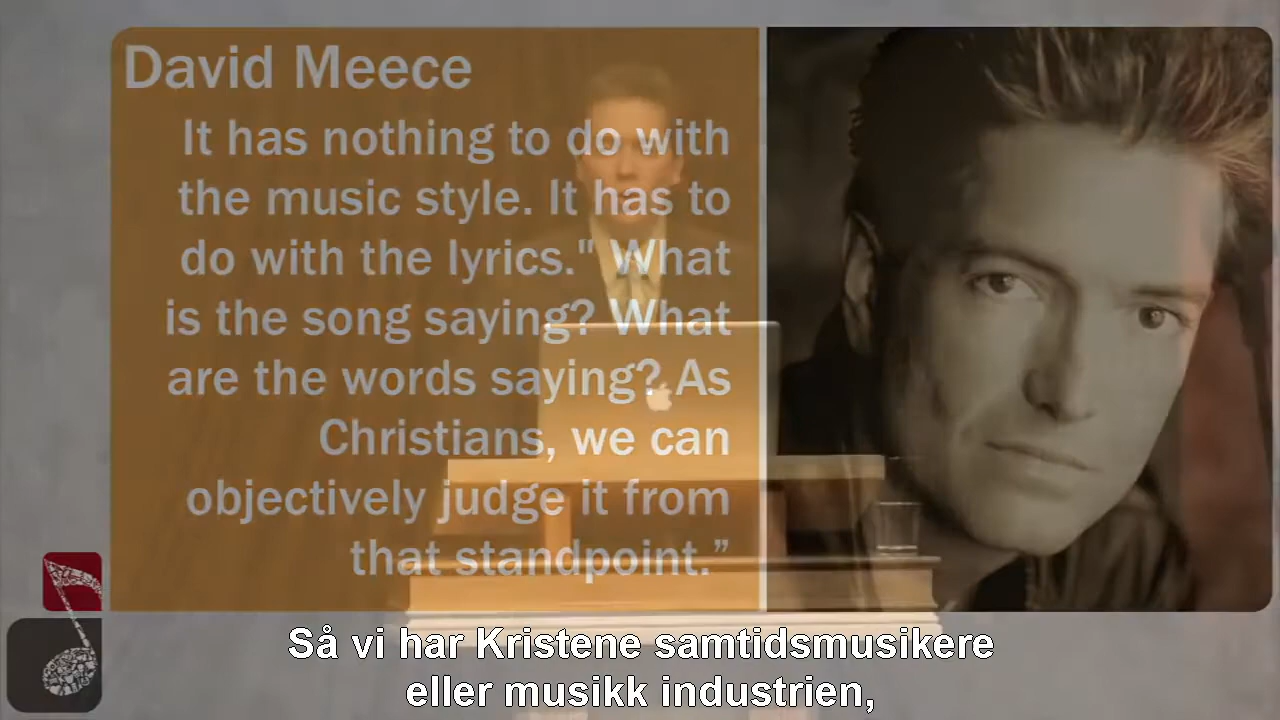 David Meece
It has nothing to do with
the music style. It has to
do with the lyrics." What
is the song saying? What
are the words saying? As
Christians, we can
objectively judge it from
that standpoint.”
Så vi har Kristene samtidsmusikere
eller musikk industrien,